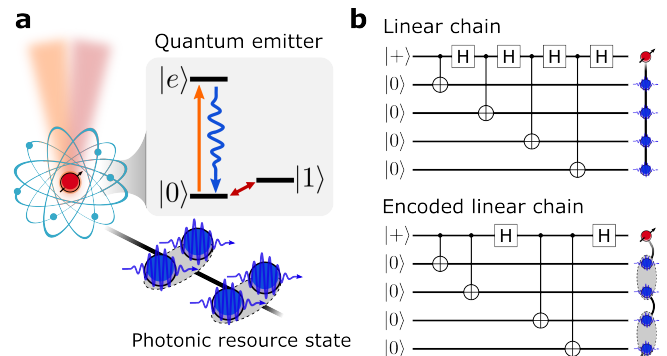 a
Quantum emitter
|e⟩
|0⟩
|1⟩
Photonic resource state
b
Linear chain
|+⟩ H H H H
|0⟩
|0⟩
|0⟩
|0⟩
Encoded linear chain
|+⟩ H H
|0⟩
|0⟩
|0⟩
|0⟩